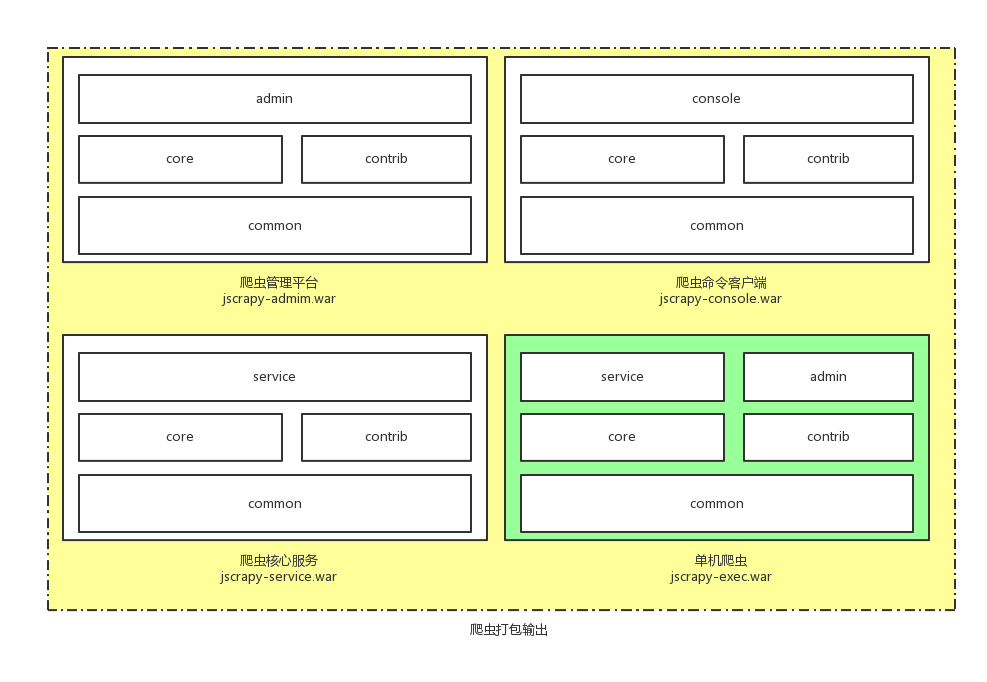 admin
core
contrib
common
爬虫管理平台
jscrapy-admim.war
console
core
contrib
common
爬虫命令客户端
jscrapy-console.war
service
core
contrib
common
爬虫核心服务
jscrapy-service.war
service
admin
core
contrib
common
单机爬虫
jscrapy-exec.war
爬虫打包输出